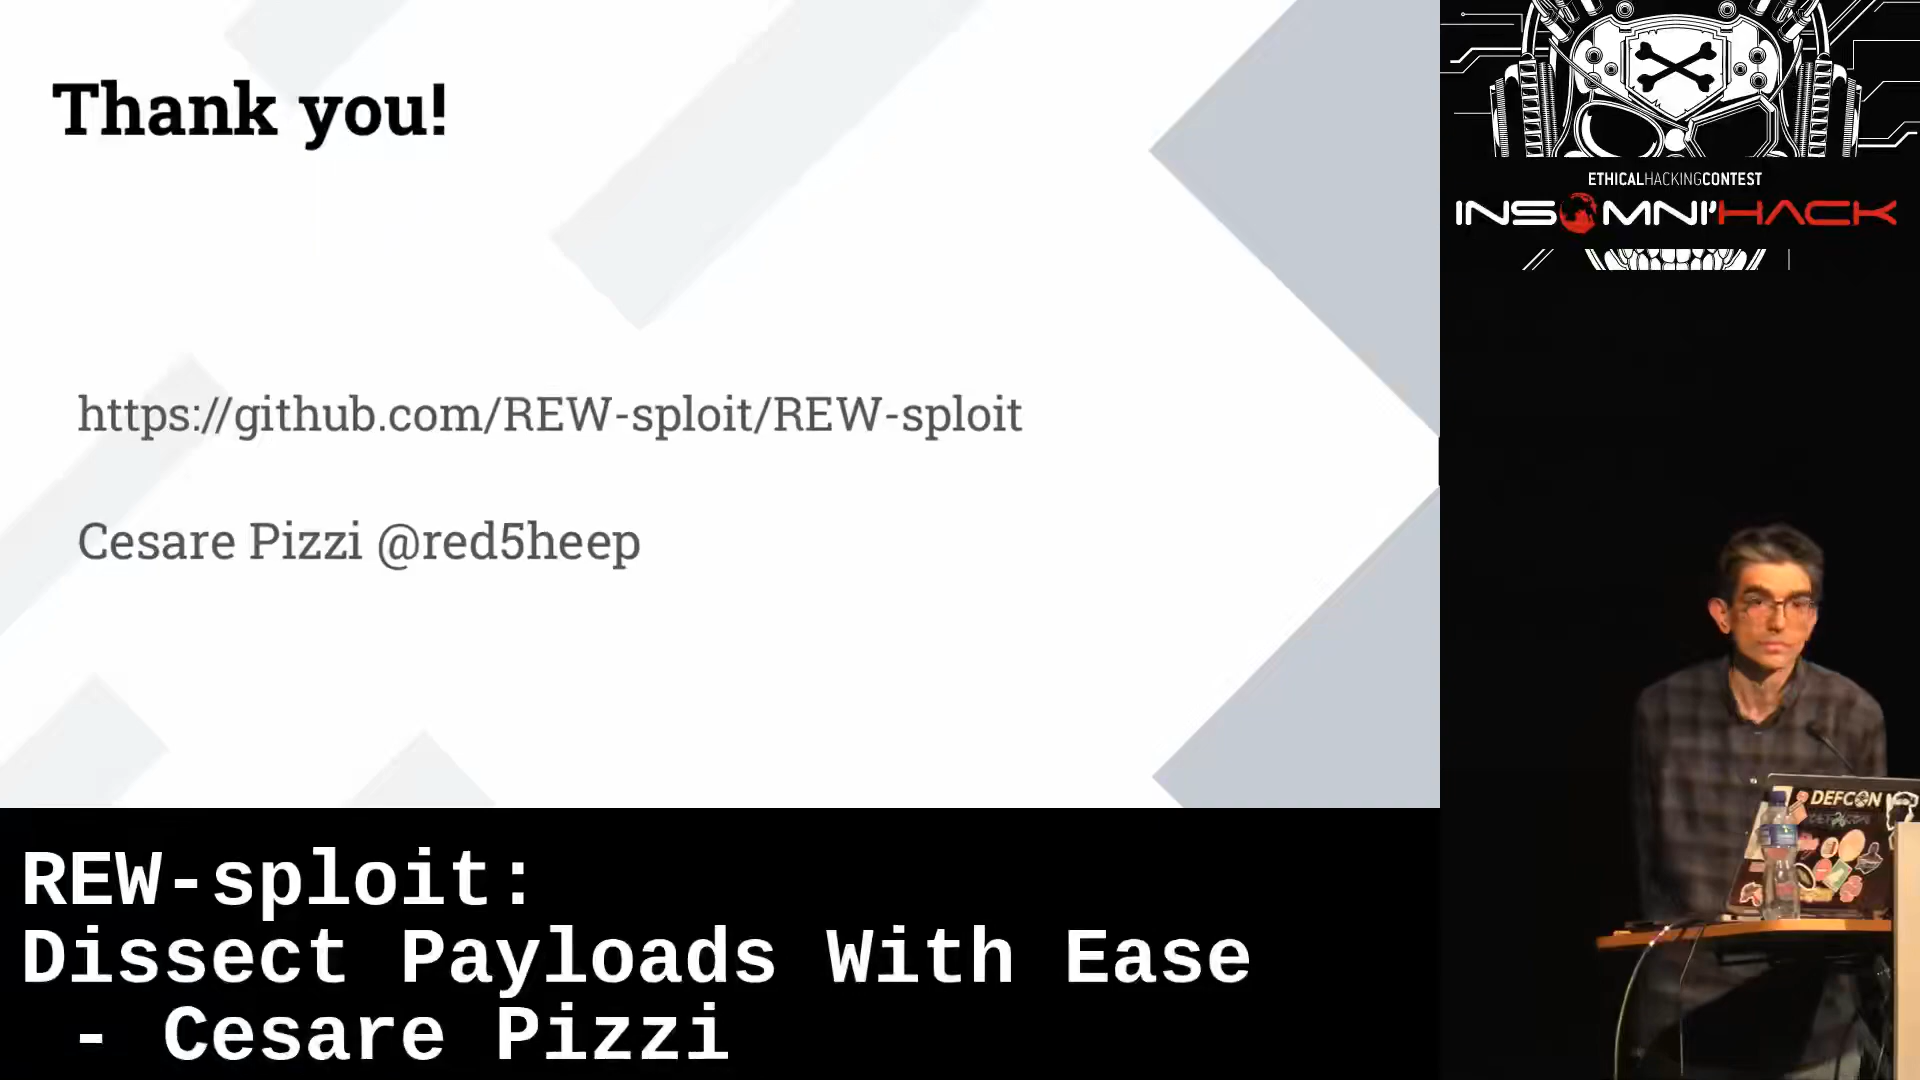 Thank you!
https://github.com/REW-sploit/REW-sploit
Cesare Pizzi @red5heep
ETHICALHACKINGCONTEST
INSOMNI'HACK
DEFCON
REW-sploit:
Dissect Payloads With Ease
- Cesare Pizzi